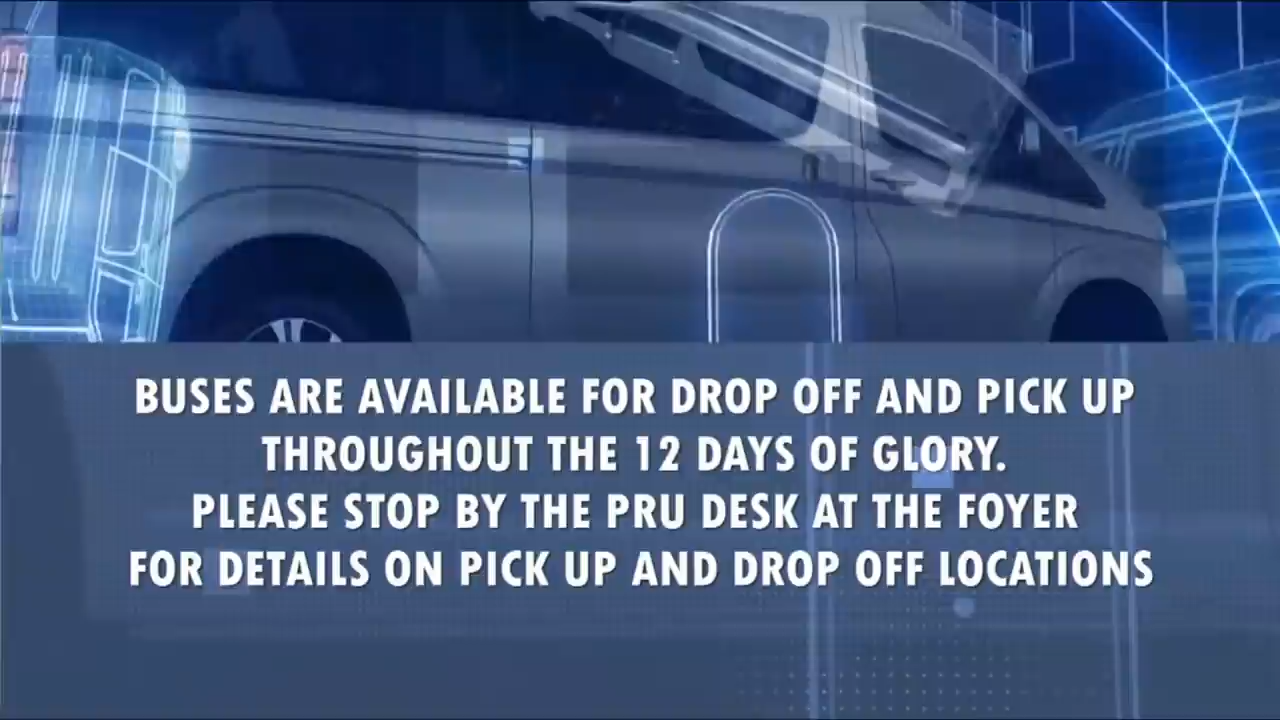 BUSES ARE AVAILABLE FOR DROP OFF AND PICK UP
THROUGHOUT THE 12 DAYS OF GLORY.
PLEASE STOP BY THE PRU DESK AT THE FOYER
FOR DETAILS ON PICK UP AND DROP OFF LOCATIONS